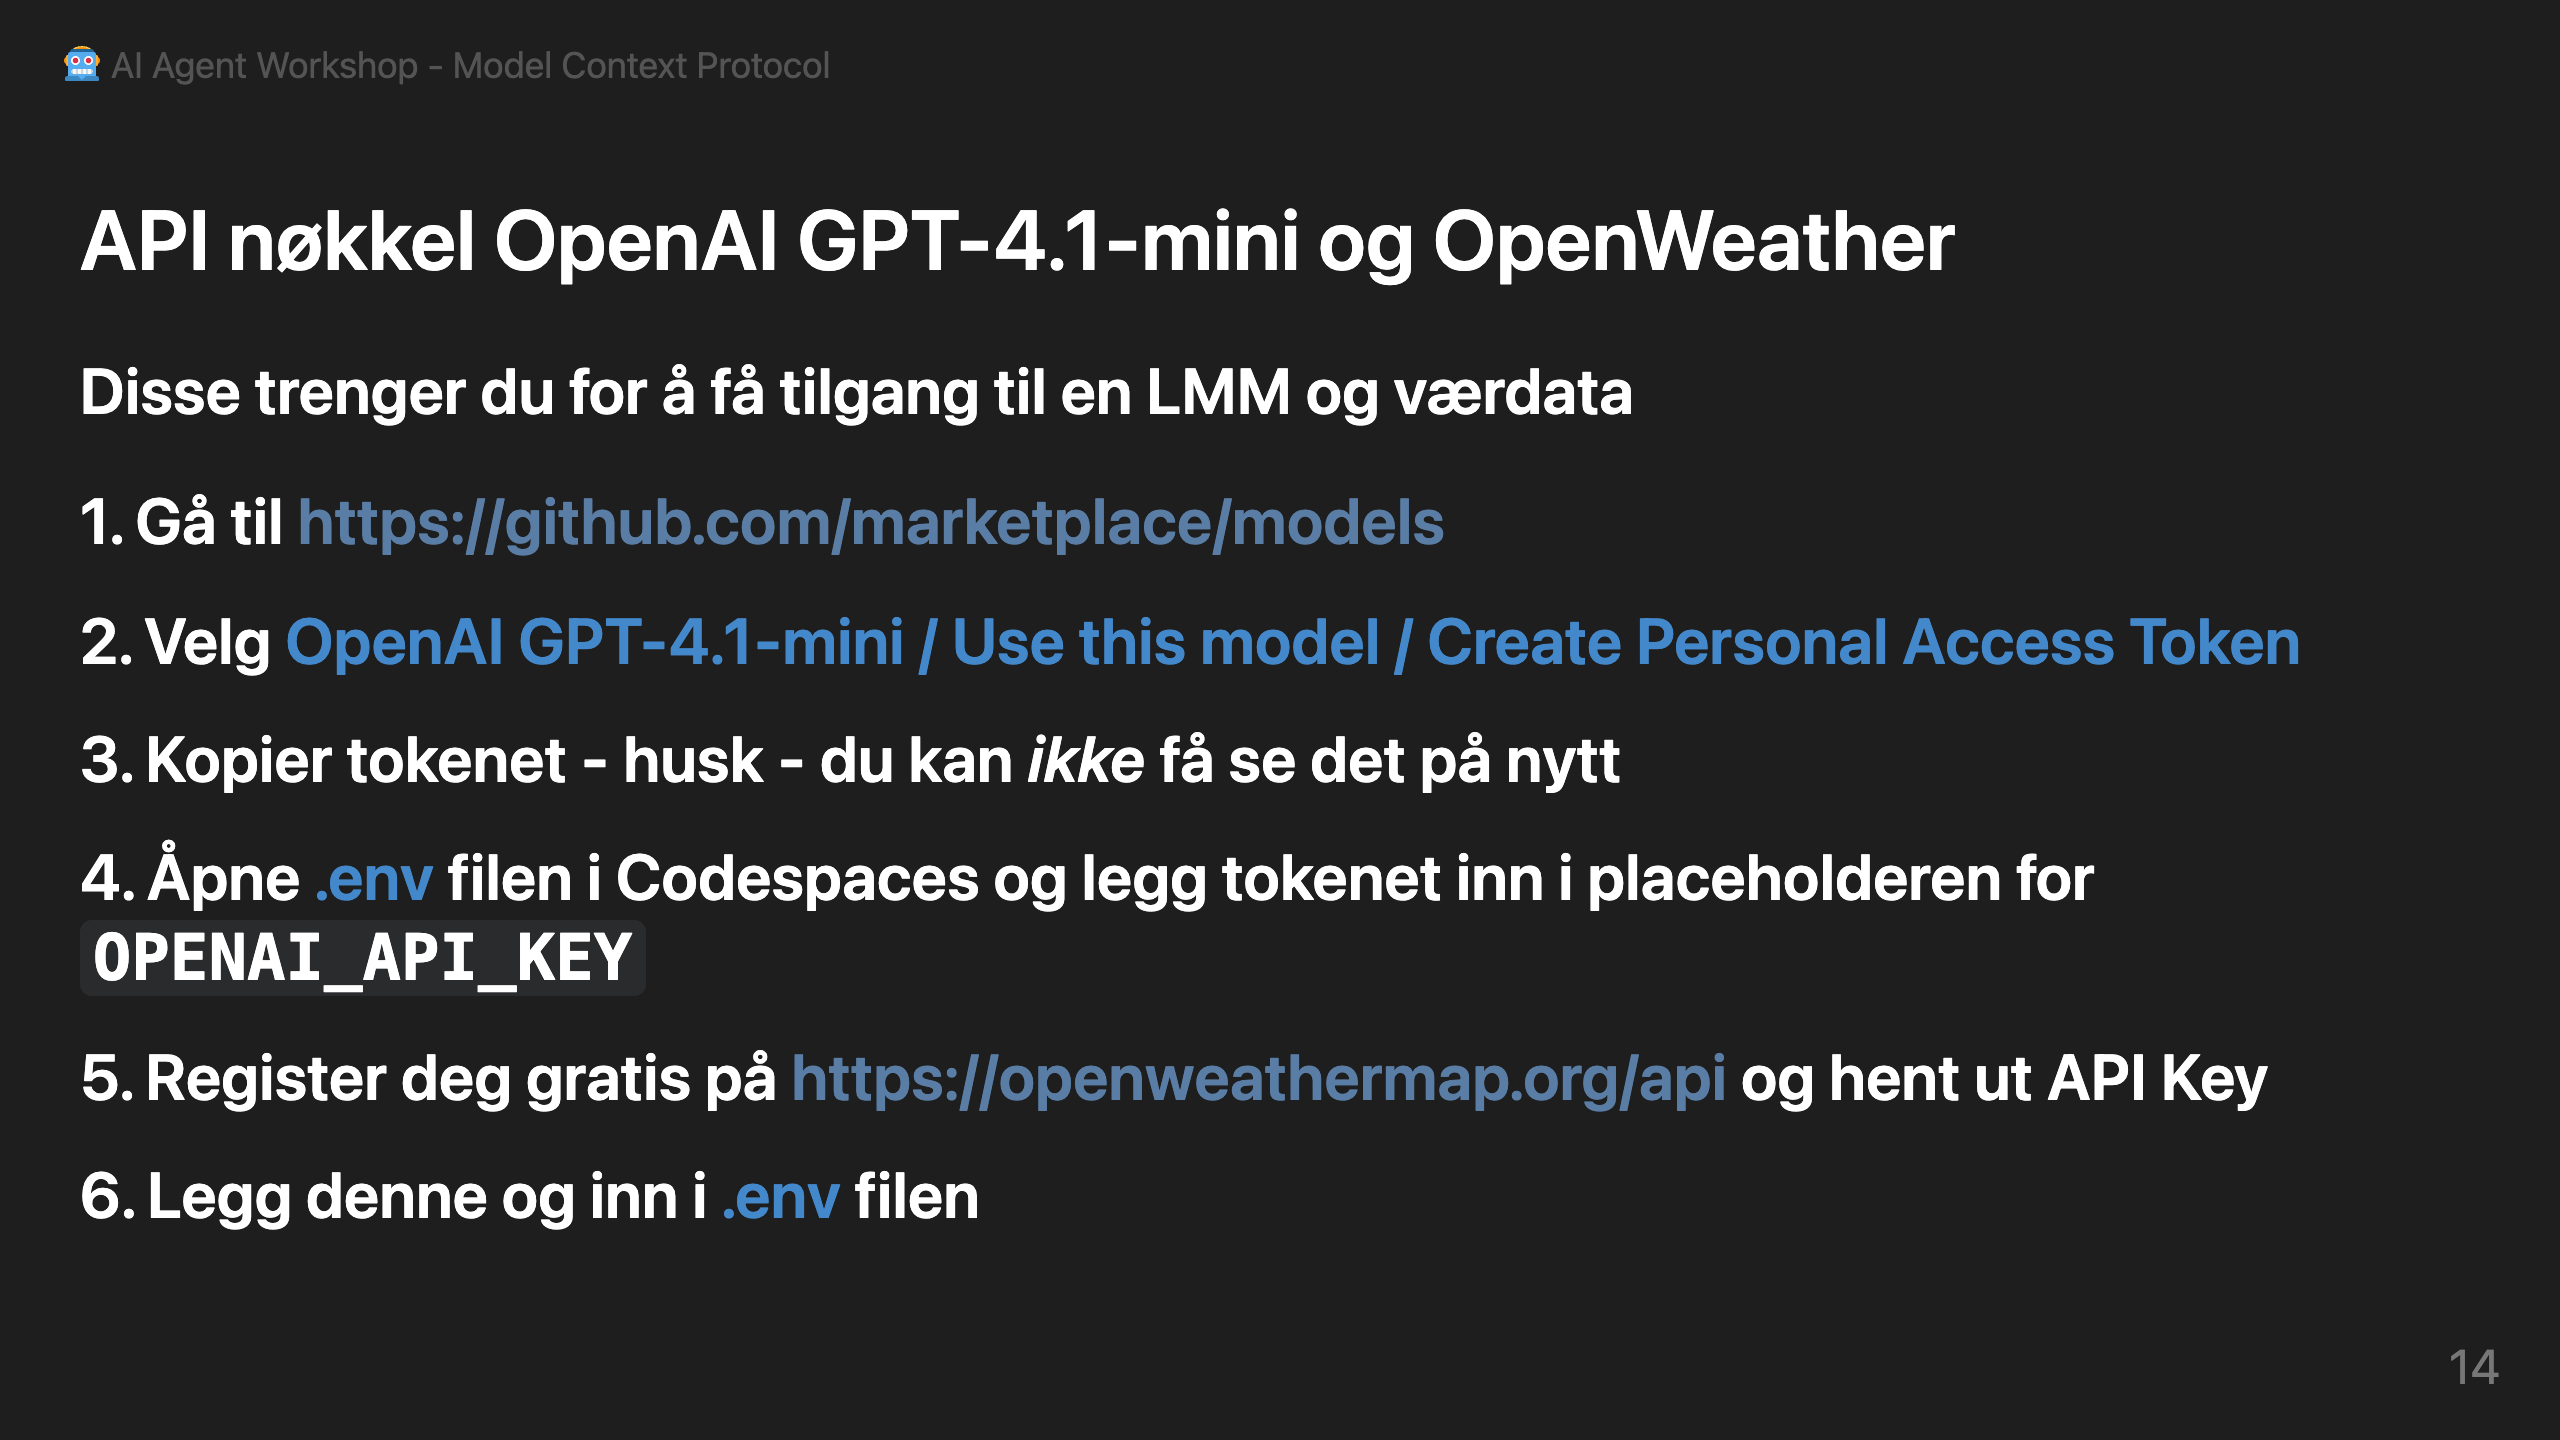 AI Agent Workshop - Model Context Protocol
API nøkkel OpenAI GPT-4.1-mini og OpenWeather
Disse trenger du for å få tilgang til en LMM og værdata
1. Gå til https://github.com/marketplace/models
2. Velg OpenAI GPT-4.1-mini / Use this model / Create Personal Access Token
3. Kopier tokenet - husk - du kan ikke få se det på nytt
4. Åpne .env filen i Codespaces og legg tokenet inn i placeholderen for
OPENAI_API_KEY
5. Register deg gratis på https://openweathermap.org/api og hent ut API Key
6. Legg denne og inn i .env filen
14